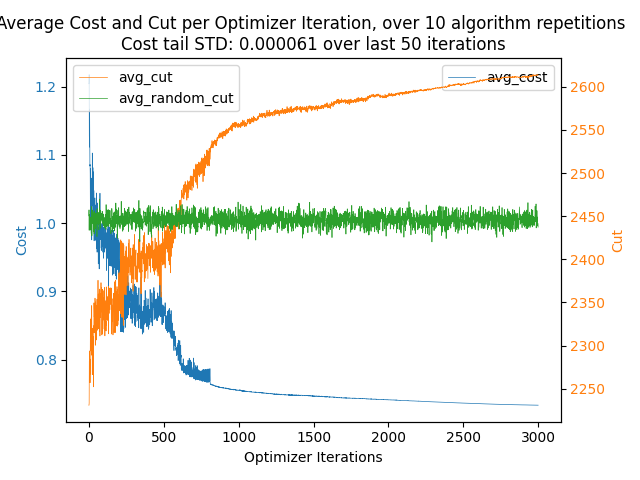 Average Cost and Cut per Optimizer Iteration, over 10 algorithm repetitions
Cost tail STD: 0.000061 over last 50 iterations
avg_cut
avg_random_cut
avg_cost
1.2
1.1
1.0
0.9
0.8
Cost
2600
2550
2500
2450
2400
2350
2300
2250
Cut
0 500 1000 1500 2000 2500 3000
Optimizer Iterations